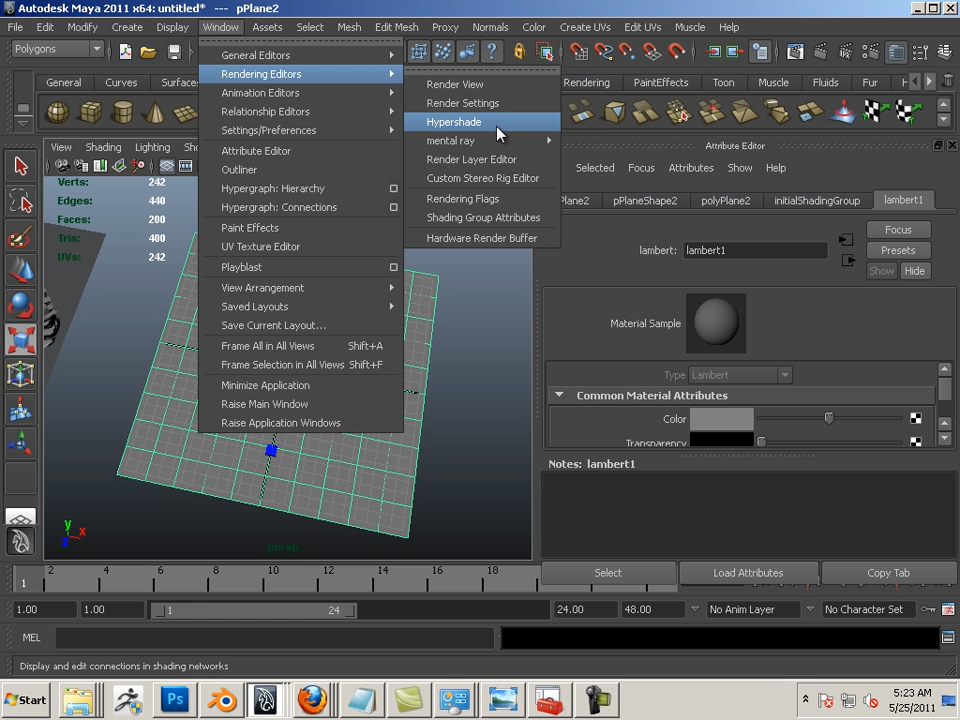 Autodesk Maya 2011 x64: untitled* --- pPlane2
File Edit Modify Create Display Window Assets Select Mesh Edit Mesh Proxy Normals Color Create UVs Edit UVs Muscle
Polygons
General Curves Rendering PaintEffects Toon Muscle Fluids Fur
View Shading Lighting
Verts: 242
Edges: 440
Faces: 200
Tris: 400
UVs: 242
General Editors
Rendering Editors
Animation Editors
Relationship Editors
Settings/Preferences
Attribute Editor
Outliner
Hypergraph: Hierarchy
Hypergraph: Connections
Paint Effects
UV Texture Editor
Playblast
View Arrangement
Saved Layouts
Save Current Layout...
Frame All in All Views Shift+A
Frame Selection in All Views Shift+F
Minimize Application
Raise Main Window
Raise Application Windows
Render View
Render Settings
Hypershade
mental ray
Render Layer Editor
Custom Stereo Rig Editor
Rendering Flags
Shading Group Attributes
Hardware Render Buffer
Attribute Editor
Selected Focus Attributes Show Help
Plane2 pPlaneShape2 polyPlane2 initialShadingGroup lambert1
lambert: lambert1
Focus
Presets
Show Hide
Material Sample
Type Lambert
Common Material Attributes
Color
Transparency
Notes: lambert1
Select Load Attributes Copy Tab
y
x
z
persp
2 4 6 8 10 12 14 16 18
1
1.00 1.00 1 24 24.00 48.00 No Anim Layer No Character Set
MEL
Display and edit connections in shading networks
Start
Ps
5:23 AM
5/25/2011